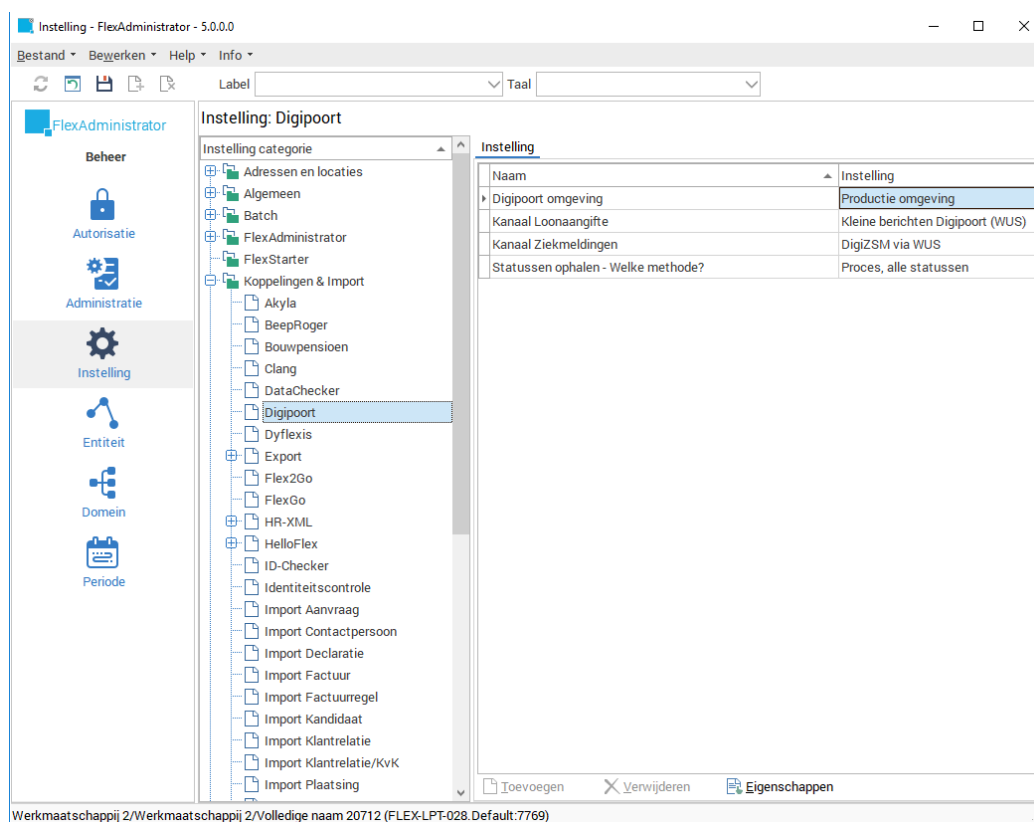 Instelling - FlexAdministrator - 5.0.0.0
Bestand Bewerken Help Info
Label Taal
FlexAdministrator
Beheer
Autorisatie
Administratie
Instelling
Entiteit
Domein
Periode
Instelling: Digipoort
Instelling categorie
Adressen en locaties
Algemeen
Batch
FlexAdministrator
FlexStarter
Koppelingen & Import
Akyla
BeepRoger
Bouwpensioen
Clang
DataChecker
Digipoort
Dyflexis
Export
Flex2Go
FlexGo
HR-XML
HelloFlex
ID-Checker
Identiteitscontrole
Import Aanvraag
Import Contactpersoon
Import Declaratie
Import Factuur
Import Factuurregel
Import Kandidaat
Import Klantrelatie
Import Klantrelatie/KvK
Import Plaatsing
Instelling
Naam Instelling
Digipoort omgeving Productie omgeving
Kanaal Loonaangifte Kleine berichten Digipoort (WUS)
Kanaal Ziekmeldingen DigiZSM via WUS
Statussen ophalen - Welke methode? Proces, alle statussen
Toevoegen Verwijderen Eigenschappen
Werkmaatschappij 2/Werkmaatschappij 2/Volledige naam 20712 (FLEX-LPT-028.Default:7769)